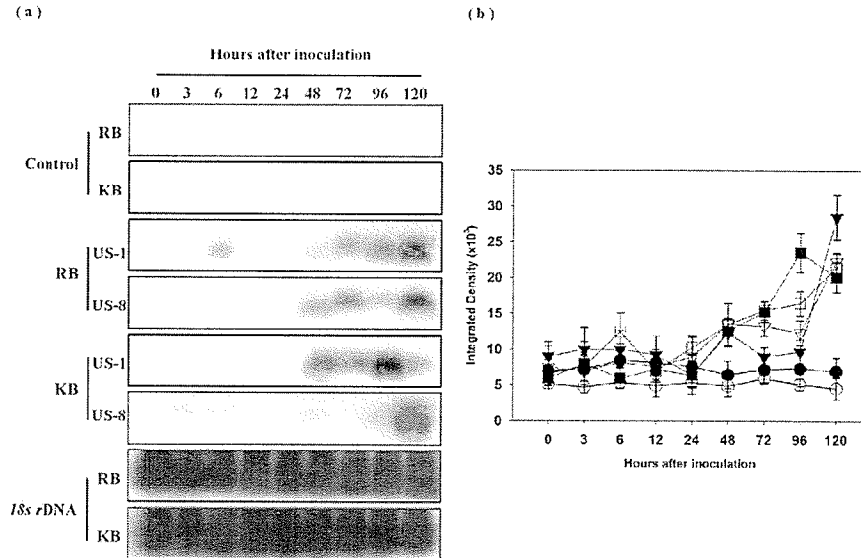 (a)
(b)
Hours after inoculation
0 3 6 12 24 48 72 96 120
Control
RB
KB
RB
US-1
US-8
KB
US-1
US-8
18s rDNA
RB
KB
Integrated Density (x10³)
35
30
25
20
15
10
5
0
0 3 6 12 24 48 72 96 120
Hours after inoculation